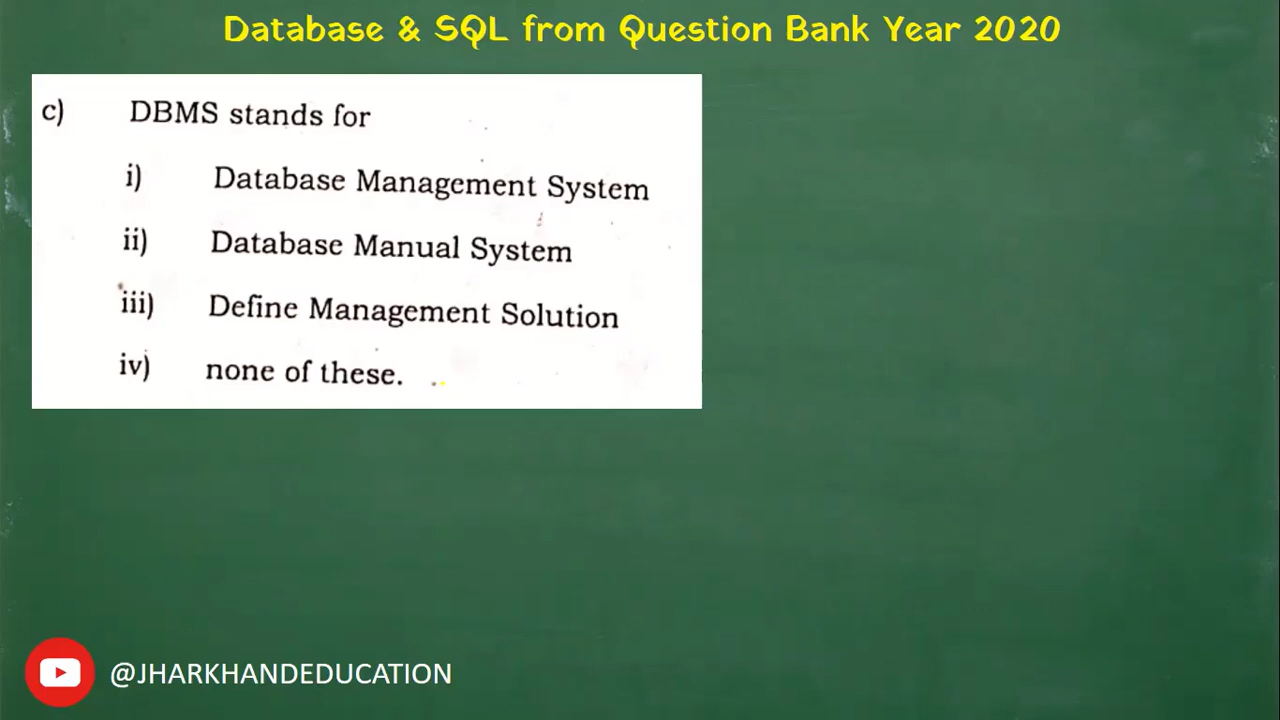 Database & SQL from Question Bank Year 2020
c) DBMS stands for
i) Database Management System
ii) Database Manual System
iii) Define Management Solution
iv) none of these.
@JHARKHANDEDUCATION